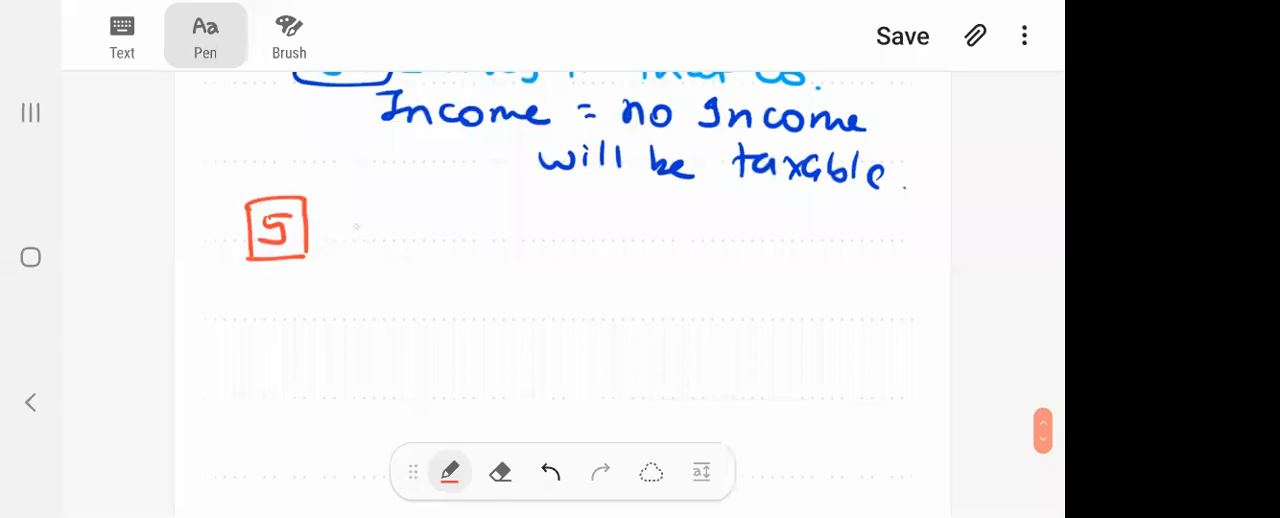 Text
Pen
Brush
Save
Income = no Income
will be taxable.
5